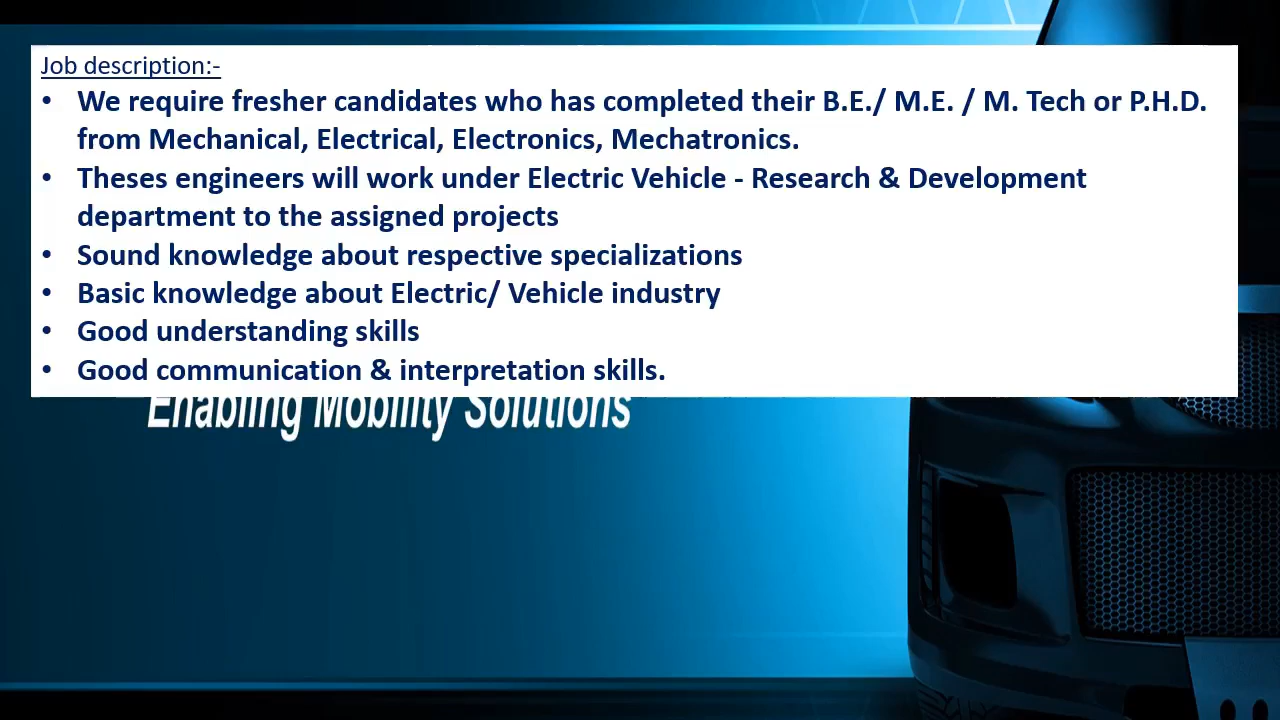 Job description:-
• We require fresher candidates who has completed their B.E./ M.E. / M. Tech or P.H.D.
from Mechanical, Electrical, Electronics, Mechatronics.
• Theses engineers will work under Electric Vehicle - Research & Development
department to the assigned projects
• Sound knowledge about respective specializations
• Basic knowledge about Electric/ Vehicle industry
• Good understanding skills
• Good communication & interpretation skills.
Enabling Mobility Solutions